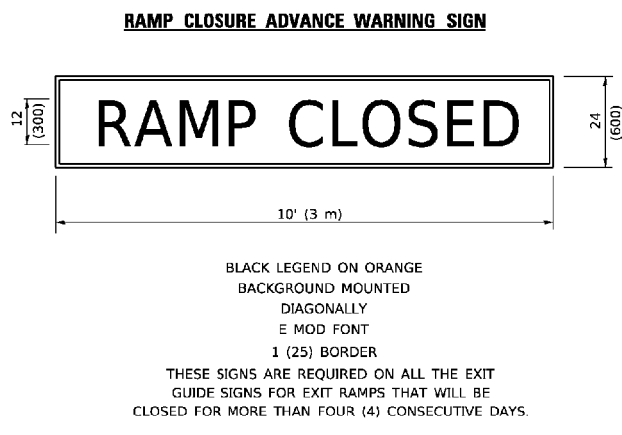 RAMP CLOSURE ADVANCE WARNING SIGN
RAMP CLOSED
12
(300)
24
(600)
10' (3 m)
BLACK LEGEND ON ORANGE
BACKGROUND MOUNTED
DIAGONALLY
E MOD FONT
1 (25) BORDER
THESE SIGNS ARE REQUIRED ON ALL THE EXIT
GUIDE SIGNS FOR EXIT RAMPS THAT WILL BE
CLOSED FOR MORE THAN FOUR (4) CONSECUTIVE DAYS.